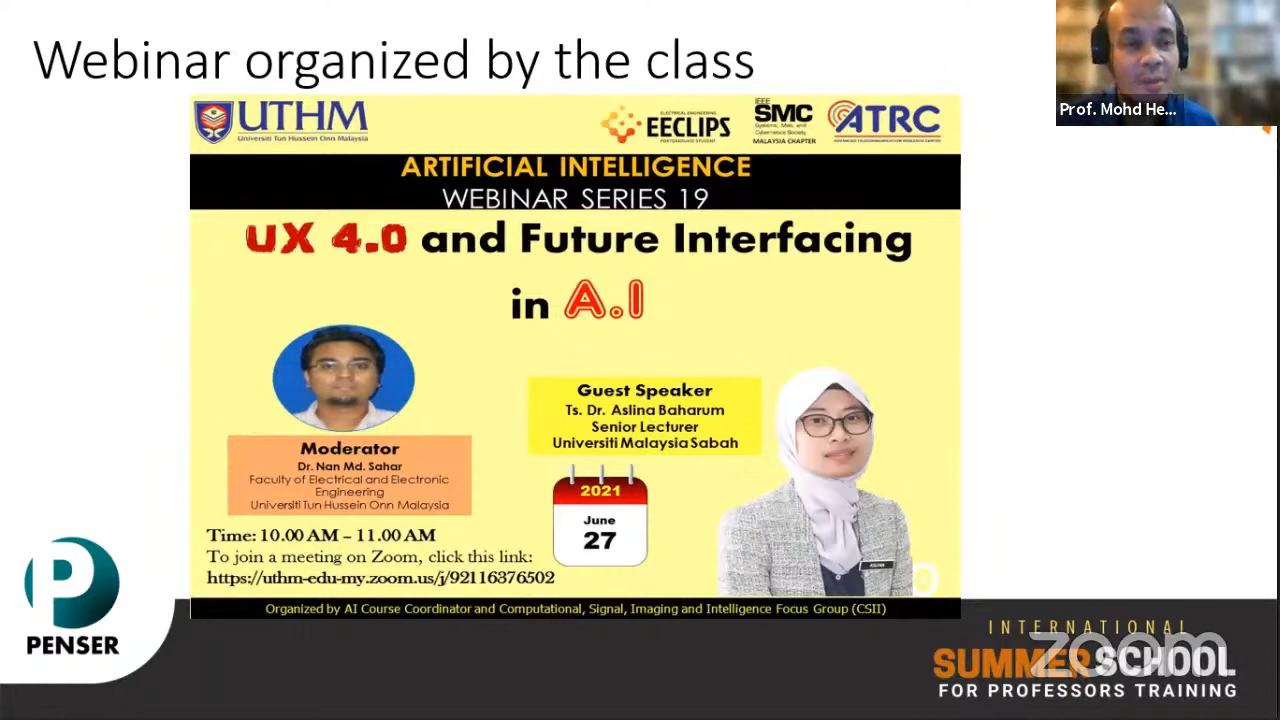 Webinar organized by the class
Prof. Mohd He...
UTHM
Universiti Tun Hussein Onn Malaysia
ELECTRICAL ENGINEERING
EECLIPS
POSTGRADUATE STUDENT
IEEE
SMC
Systems, Man, and
Cybernetics Society
MALAYSIA CHAPTER
ATRC
ADVANCED TELECOMMUNICATION RESEARCH CENTER
ARTIFICIAL INTELLIGENCE
WEBINAR SERIES 19
UX 4.0 and Future Interfacing
in A.I
Moderator
Dr. Nan Md. Sahar
Faculty of Electrical and Electronic
Engineering
Universiti Tun Hussein Onn Malaysia
Guest Speaker
Ts. Dr. Aslina Baharum
Senior Lecturer
Universiti Malaysia Sabah
2021
June
27
Time: 10.00 AM – 11.00 AM
To join a meeting on Zoom, click this link:
https://uthm-edu-my.zoom.us/j/92116376502
Organized by AI Course Coordinator and Computational, Signal, Imaging and Intelligence Focus Group (CSII)
P
PENSER
INTERNATIONAL
SUMMER SCHOOL
FOR PROFESSORS TRAINING
zoom